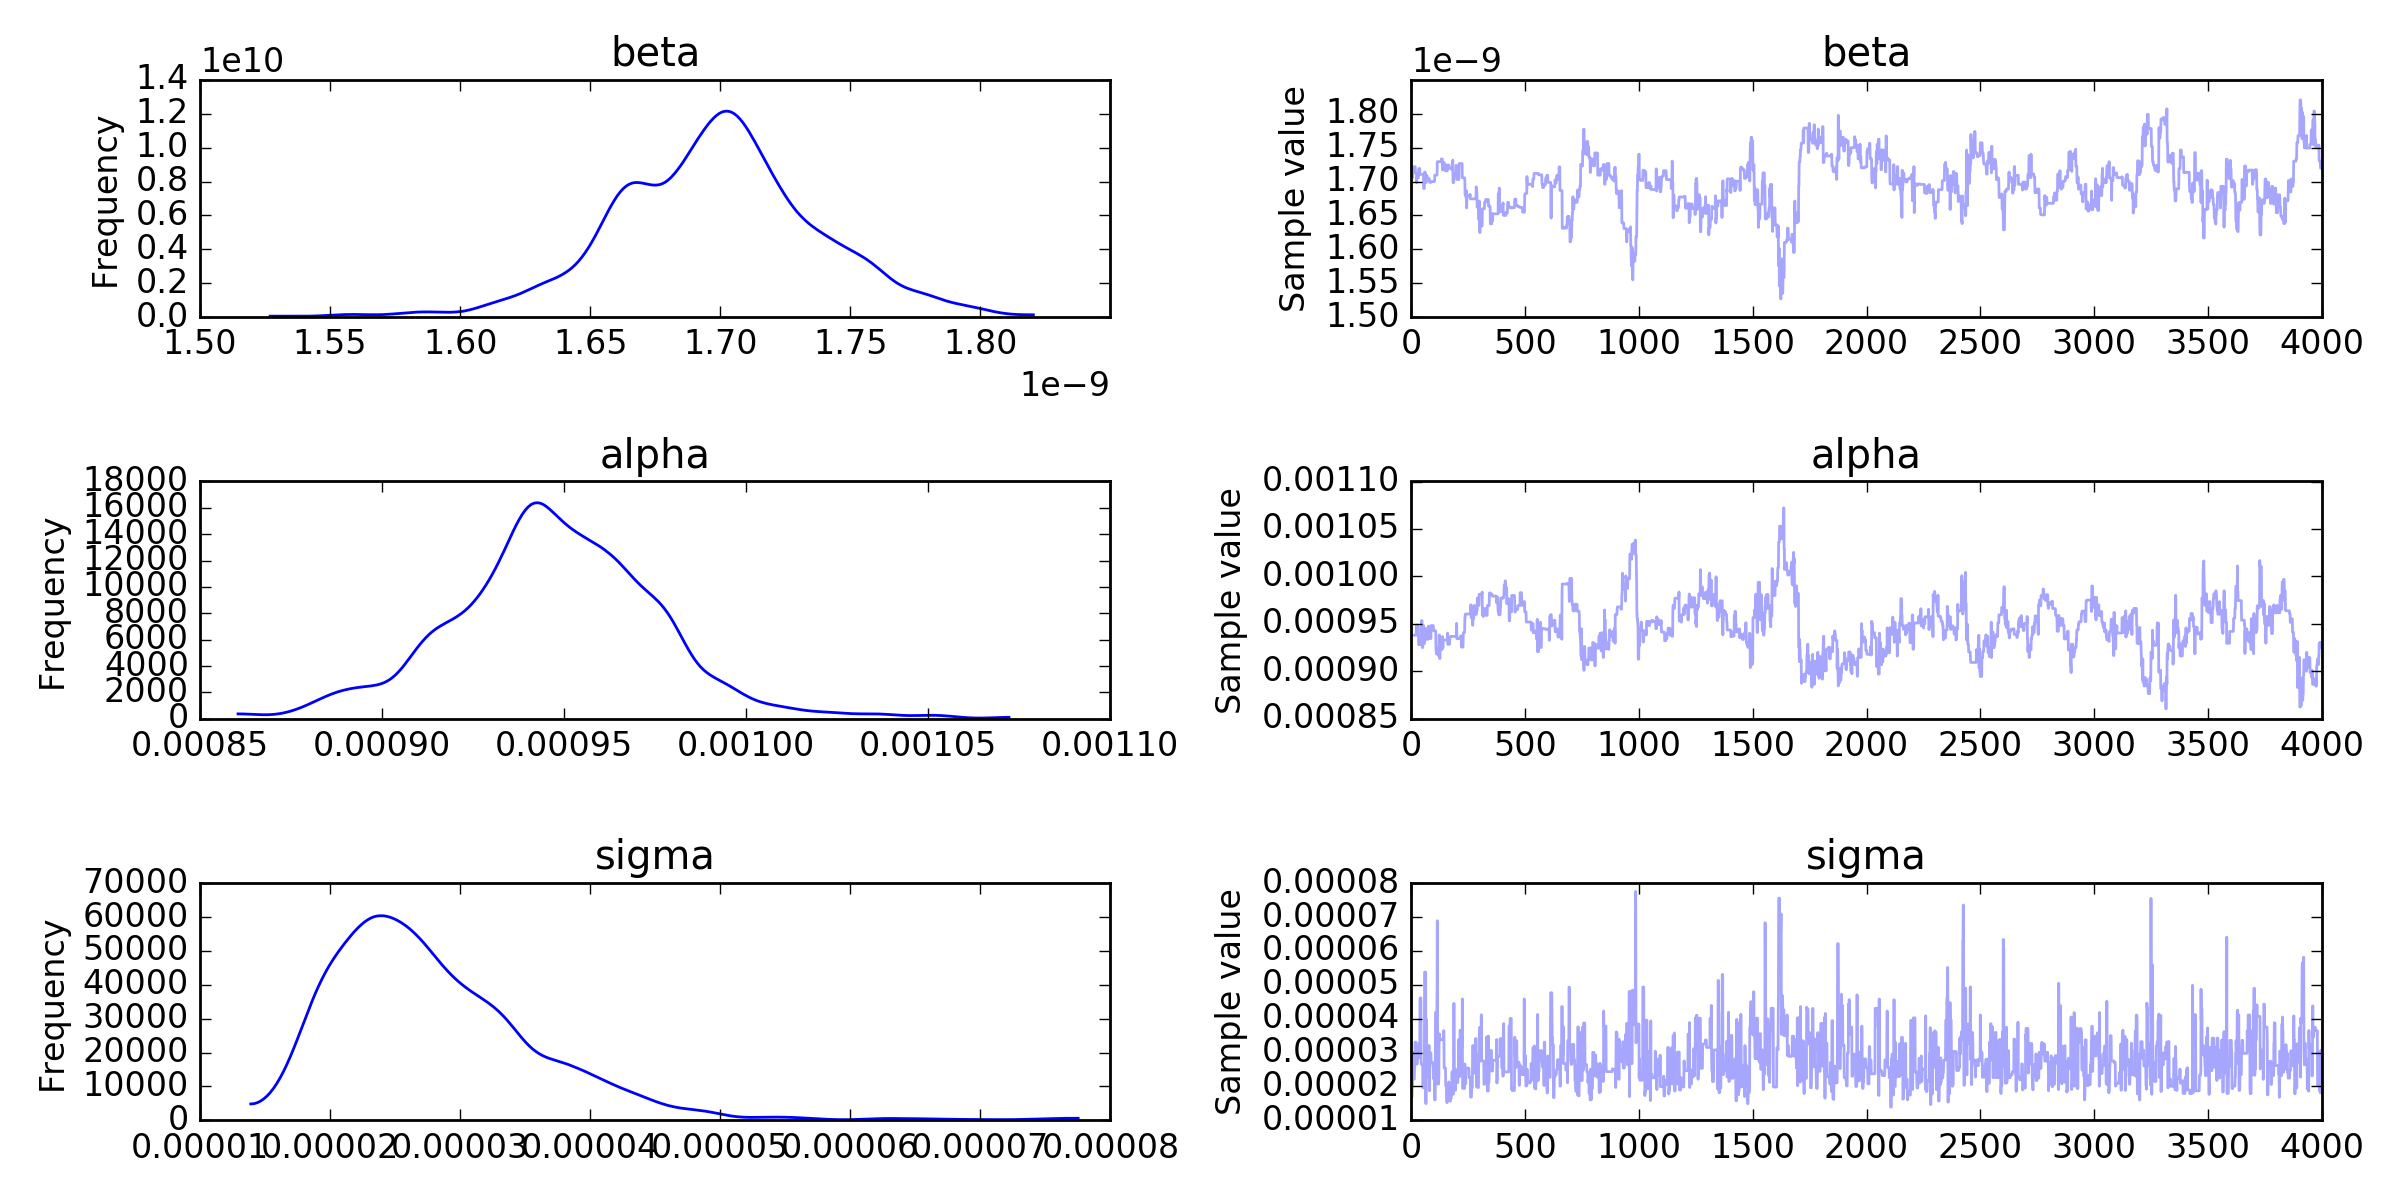 beta
1e10
Frequency
1.4
1.2
1.0
0.8
0.6
0.4
0.2
0.0
1.50 1.55 1.60 1.65 1.70 1.75 1.80
1e−9
beta
1e−9
Sample value
1.80
1.75
1.70
1.65
1.60
1.55
1.50
0 500 1000 1500 2000 2500 3000 3500 4000
alpha
Frequency
18000
16000
14000
12000
10000
8000
6000
4000
2000
0
0.00085 0.00090 0.00095 0.00100 0.00105 0.00110
alpha
Sample value
0.00110
0.00105
0.00100
0.00095
0.00090
0.00085
0 500 1000 1500 2000 2500 3000 3500 4000
sigma
Frequency
70000
60000
50000
40000
30000
20000
10000
0
0.00001 0.00002 0.00003 0.00004 0.00005 0.00006 0.00007 0.00008
sigma
Sample value
0.00008
0.00007
0.00006
0.00005
0.00004
0.00003
0.00002
0.00001
0 500 1000 1500 2000 2500 3000 3500 4000